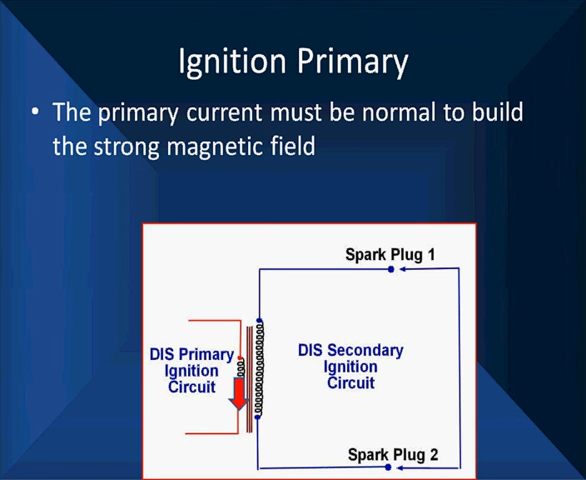 Ignition Primary
• The primary current must be normal to build
the strong magnetic field
Spark Plug 1
DIS Primary
Ignition
Circuit
DIS Secondary
Ignition
Circuit
Spark Plug 2